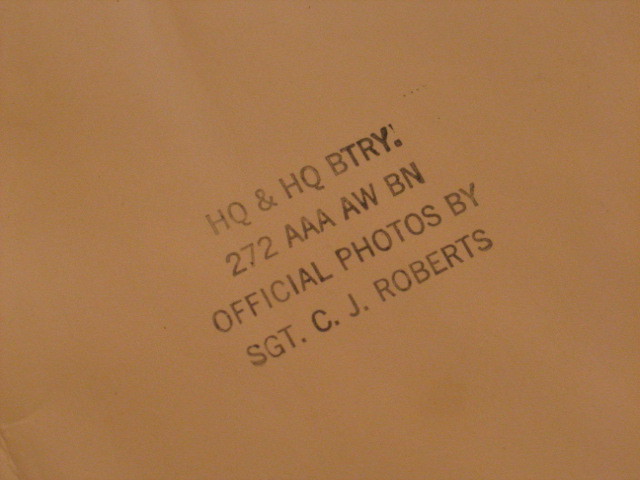 HQ & HQ BTRY.
272 AAA AW BN
OFFICIAL PHOTOS BY
SGT. C. J. ROBERTS